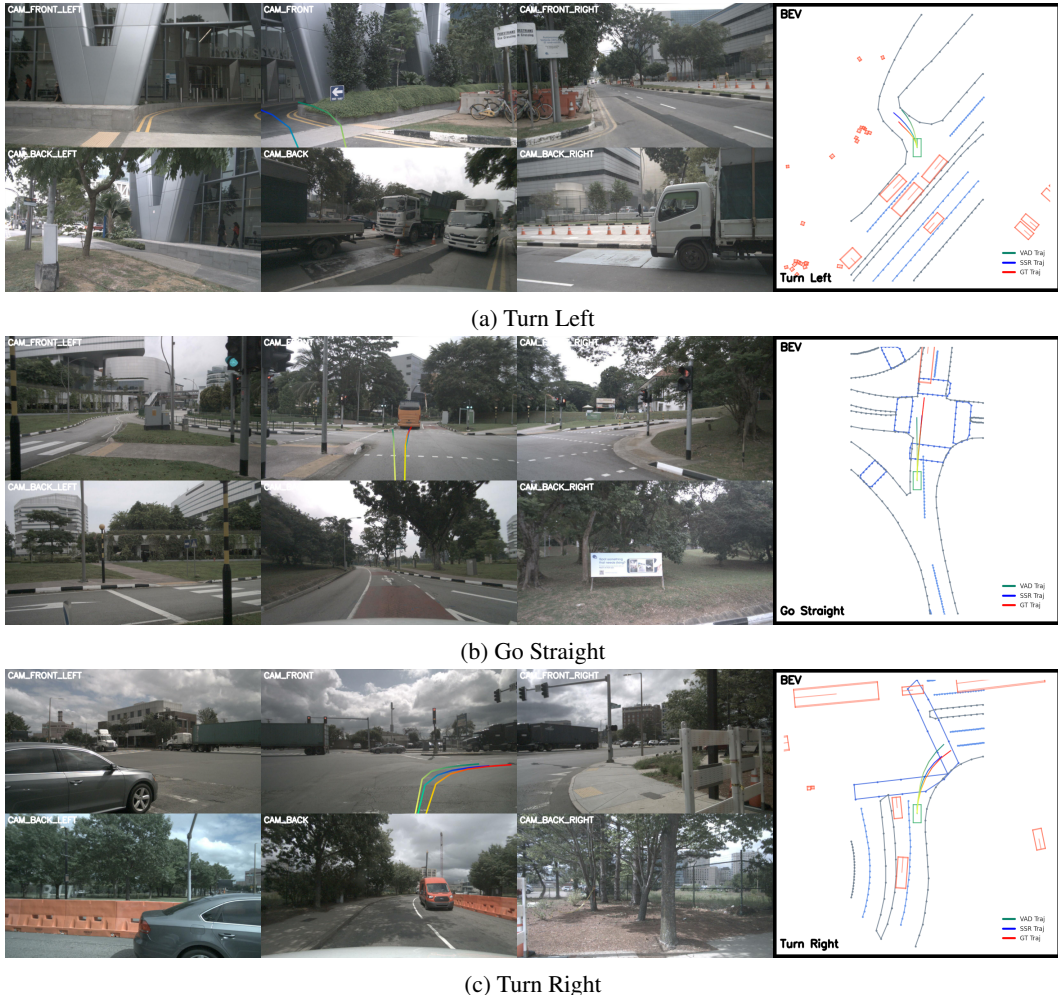 CAM_FRONT_LEFT
CAM_FRONT
CAM_FRONT_RIGHT
BEV
CAM_BACK_LEFT
CAM_BACK
CAM_BACK_RIGHT
VAD Traj
SSR Traj
GT Traj
Turn Left
(a) Turn Left
CAM_FRONT_LEFT
CAM_FRONT
CAM_FRONT_RIGHT
BEV
CAM_BACK_LEFT
CAM_BACK
CAM_BACK_RIGHT
VAD Traj
SSR Traj
GT Traj
Go Straight
(b) Go Straight
CAM_FRONT_LEFT
CAM_FRONT
CAM_FRONT_RIGHT
BEV
CAM_BACK_LEFT
CAM_BACK
CAM_BACK_RIGHT
VAD Traj
SSR Traj
GT Traj
Turn Right
(c) Turn Right